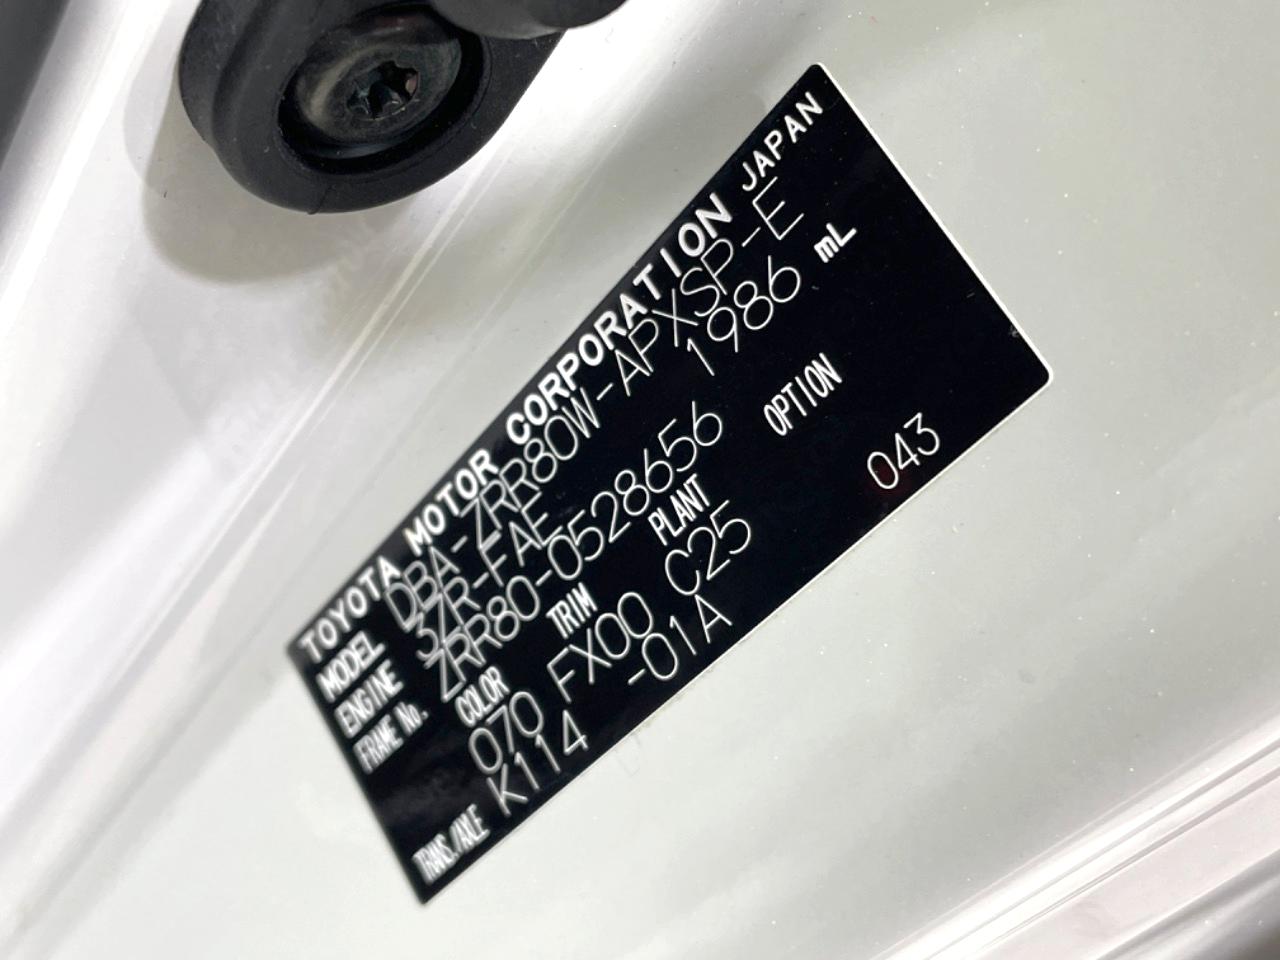 TOYOTA MOTOR CORPORATION JAPAN
MODEL DBA-ZRR80W-APXSP-E
ENGINE 3ZR-FAE 1986 mL
FRAME No. ZRR80-0528656
COLOR TRIM PLANT OPTION
070 FX00 C25 043
TRANS./AXLE K114 -01A